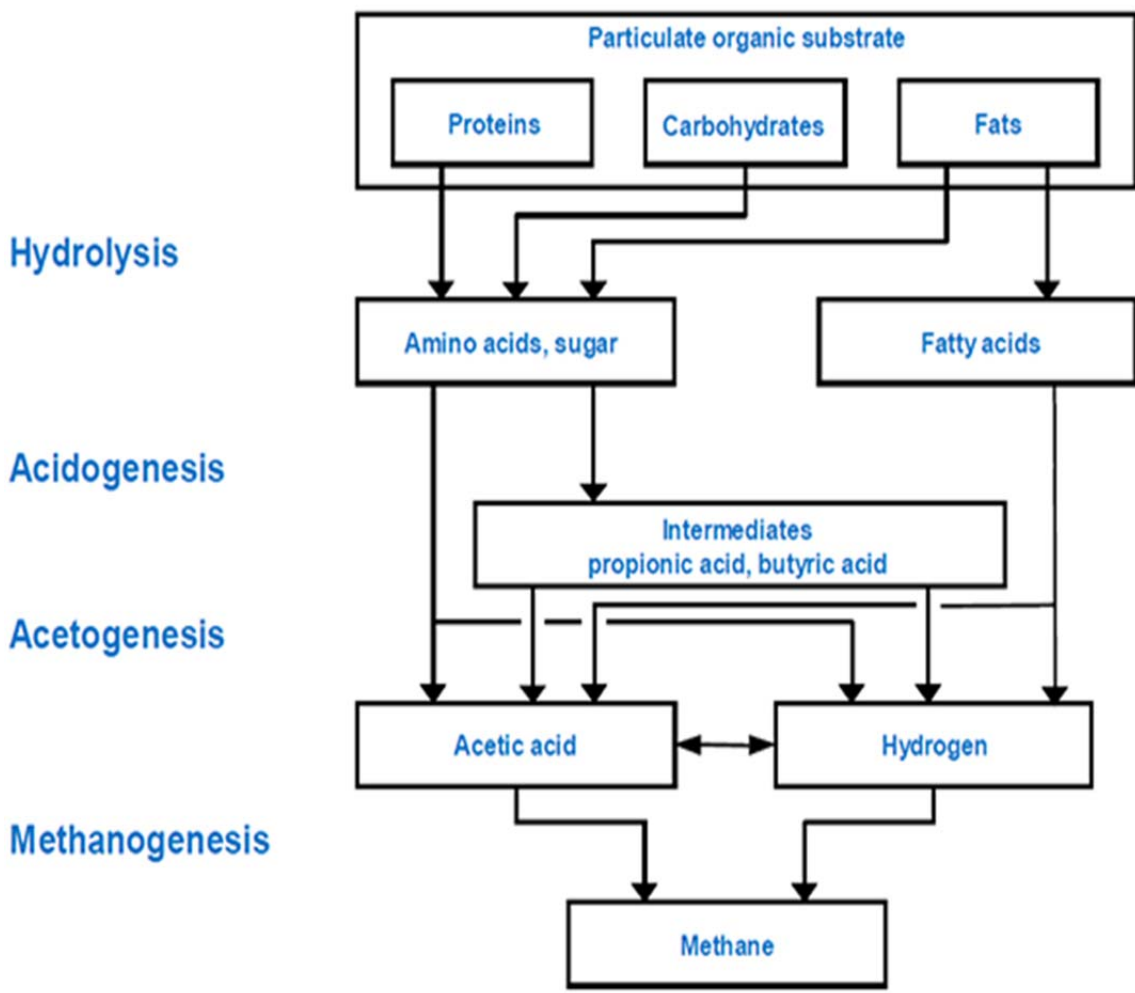 Particulate organic substrate
Proteins
Carbohydrates
Fats
Hydrolysis
Amino acids, sugar
Fatty acids
Acidogenesis
Intermediates
propionic acid, butyric acid
Acetogenesis
Acetic acid
Hydrogen
Methanogenesis
Methane